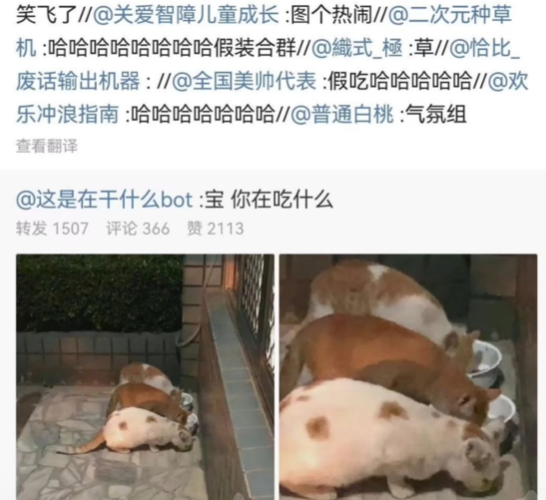 笑飞了//@关爱智障儿童成长 :图个热闹//@二次元种草
机 :哈哈哈哈哈哈哈哈假装合群//@織式_極 :草//@恰比_
废话输出机器 : //@全国美帅代表 :假吃哈哈哈哈哈//@欢
乐冲浪指南 :哈哈哈哈哈哈哈//@普通白桃 :气氛组
查看翻译
@这是在干什么bot :宝 你在吃什么
转发 1507 评论 366 赞 2113